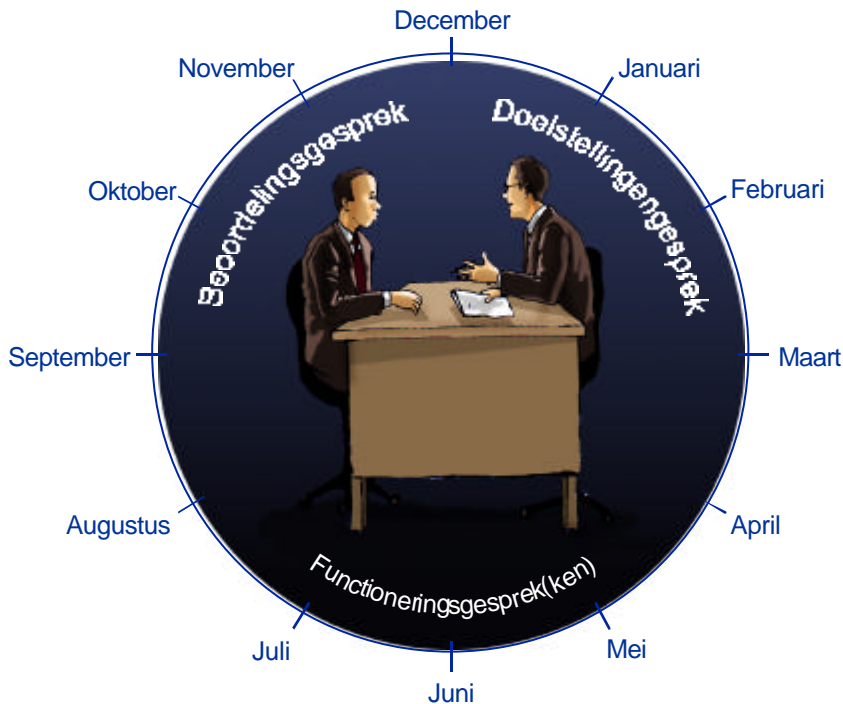 December
November
Januari
Beoordelingsgesprek
Doelstellingengesprek
Oktober
Februari
September
Maart
Augustus
April
Functioneringsgesprek(ken)
Juli
Mei
Juni